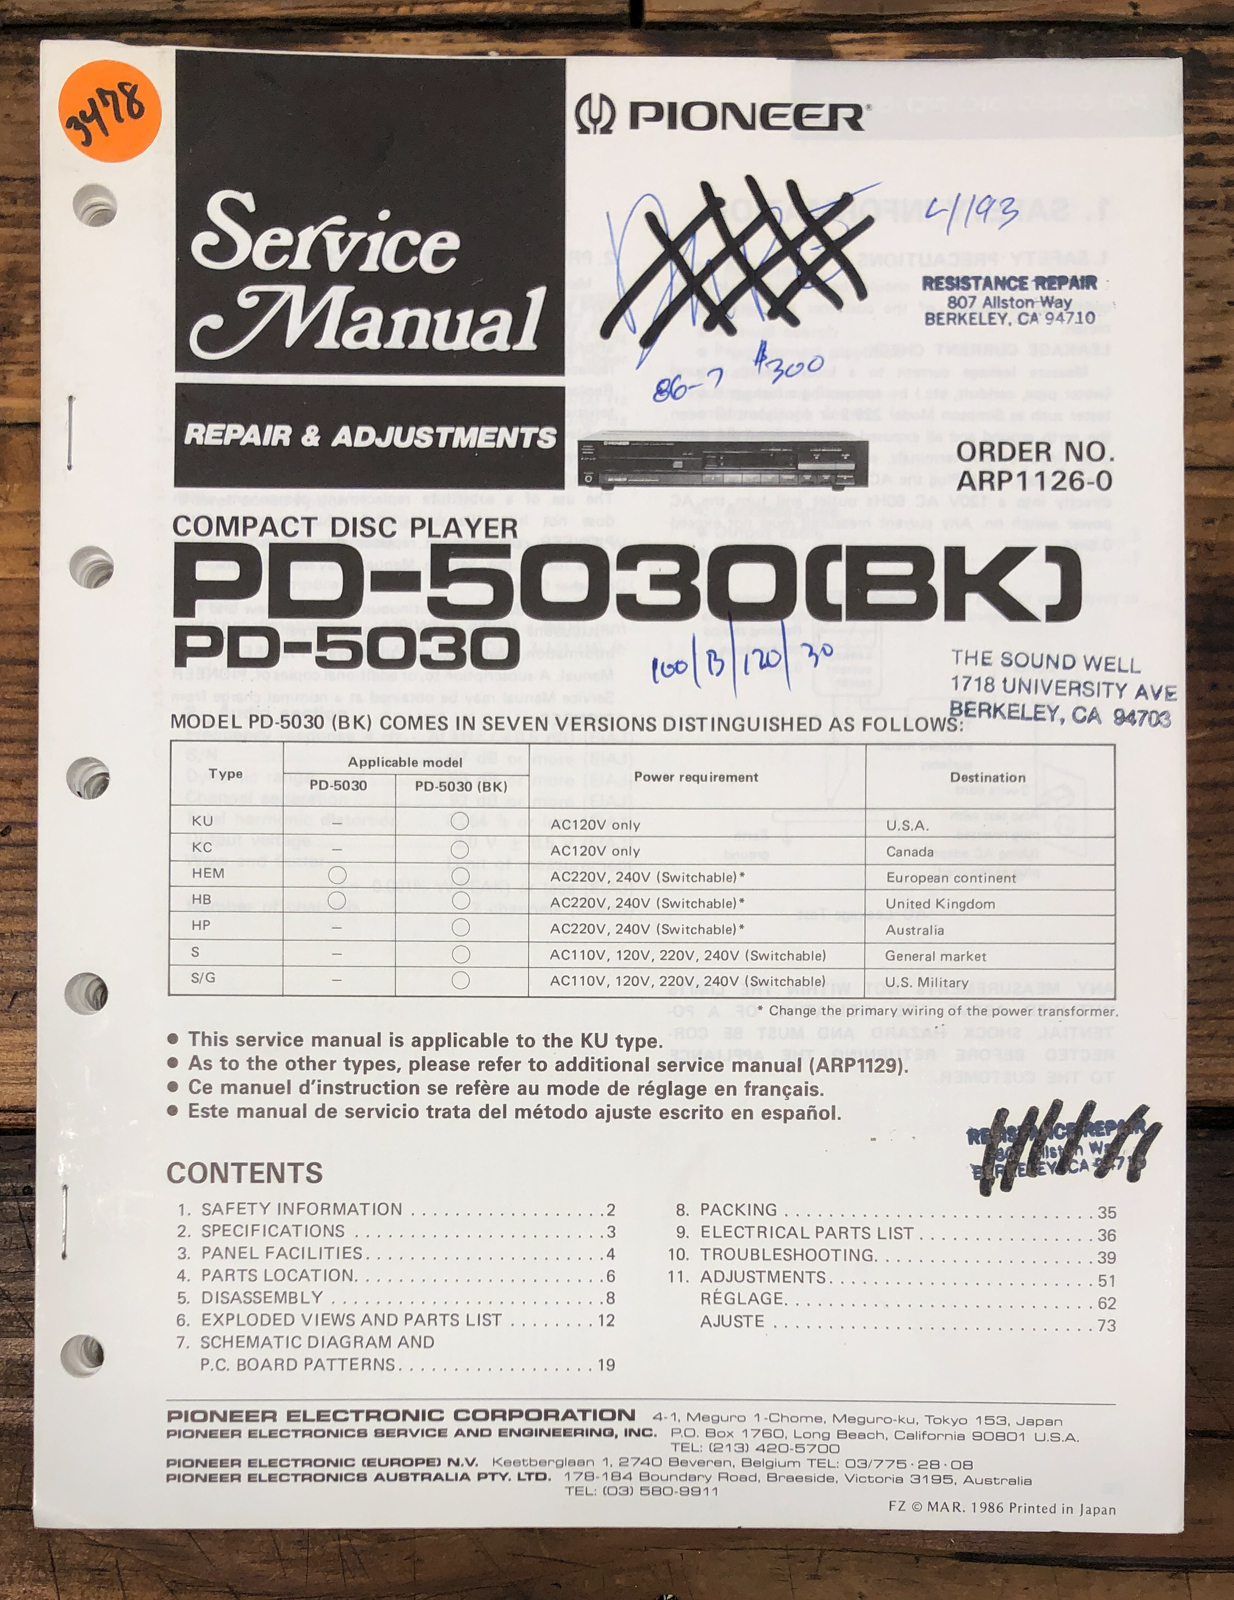 3478
Service
Manual
REPAIR & ADJUSTMENTS
PIONEER®
4/193
RESISTANCE REPAIR
807 Allston Way
BERKELEY, CA 94710
86-7 $300
PIONEER
ORDER NO.
ARP1126-0
COMPACT DISC PLAYER
PD-5030(BK)
PD-5030
100/B/120/30
THE SOUND WELL
1718 UNIVERSITY AVE
BERKELEY, CA 94703
MODEL PD-5030 (BK) COMES IN SEVEN VERSIONS DISTINGUISHED AS FOLLOWS:
Type Applicable model Power requirement Destination
PD-5030 PD-5030 (BK)
KU – ○ AC120V only U.S.A.
KC – ○ AC120V only Canada
HEM ○ ○ AC220V, 240V (Switchable)* European continent
HB ○ ○ AC220V, 240V (Switchable)* United Kingdom
HP – ○ AC220V, 240V (Switchable)* Australia
S – ○ AC110V, 120V, 220V, 240V (Switchable) General market
S/G – ○ AC110V, 120V, 220V, 240V (Switchable) U.S. Military
* Change the primary wiring of the power transformer.
● This service manual is applicable to the KU type.
● As to the other types, please refer to additional service manual (ARP1129).
● Ce manuel d'instruction se refère au mode de réglage en français.
● Este manual de servicio trata del método ajuste escrito en español.
RESISTANCE REPAIR
CONTENTS
1. SAFETY INFORMATION . . . . . . . . . . . . . . . . . . 2
2. SPECIFICATIONS . . . . . . . . . . . . . . . . . . . . . . . 3
3. PANEL FACILITIES. . . . . . . . . . . . . . . . . . . . . . 4
4. PARTS LOCATION. . . . . . . . . . . . . . . . . . . . . . . 6
5. DISASSEMBLY . . . . . . . . . . . . . . . . . . . . . . . . . 8
6. EXPLODED VIEWS AND PARTS LIST . . . . . . . . 12
7. SCHEMATIC DIAGRAM AND
P.C. BOARD PATTERNS. . . . . . . . . . . . . . . . . . . 19
8. PACKING . . . . . . . . . . . . . . . . . . . . . . . . . . . . 35
9. ELECTRICAL PARTS LIST . . . . . . . . . . . . . . . . 36
10. TROUBLESHOOTING. . . . . . . . . . . . . . . . . . . . 39
11. ADJUSTMENTS. . . . . . . . . . . . . . . . . . . . . . . . 51
RÉGLAGE. . . . . . . . . . . . . . . . . . . . . . . . . . . . 62
AJUSTE . . . . . . . . . . . . . . . . . . . . . . . . . . . . . 73
PIONEER ELECTRONIC CORPORATION 4-1, Meguro 1-Chome, Meguro-ku, Tokyo 153, Japan
PIONEER ELECTRONICS SERVICE AND ENGINEERING, INC. P.O. Box 1760, Long Beach, California 90801 U.S.A.
TEL: (213) 420-5700
PIONEER ELECTRONIC (EUROPE) N.V. Keetberglaan 1, 2740 Beveren, Belgium TEL: 03/775·28·08
PIONEER ELECTRONICS AUSTRALIA PTY. LTD. 178-184 Boundary Road, Braeside, Victoria 3195, Australia
TEL: (03) 580-9911
FZ © MAR. 1986 Printed in Japan